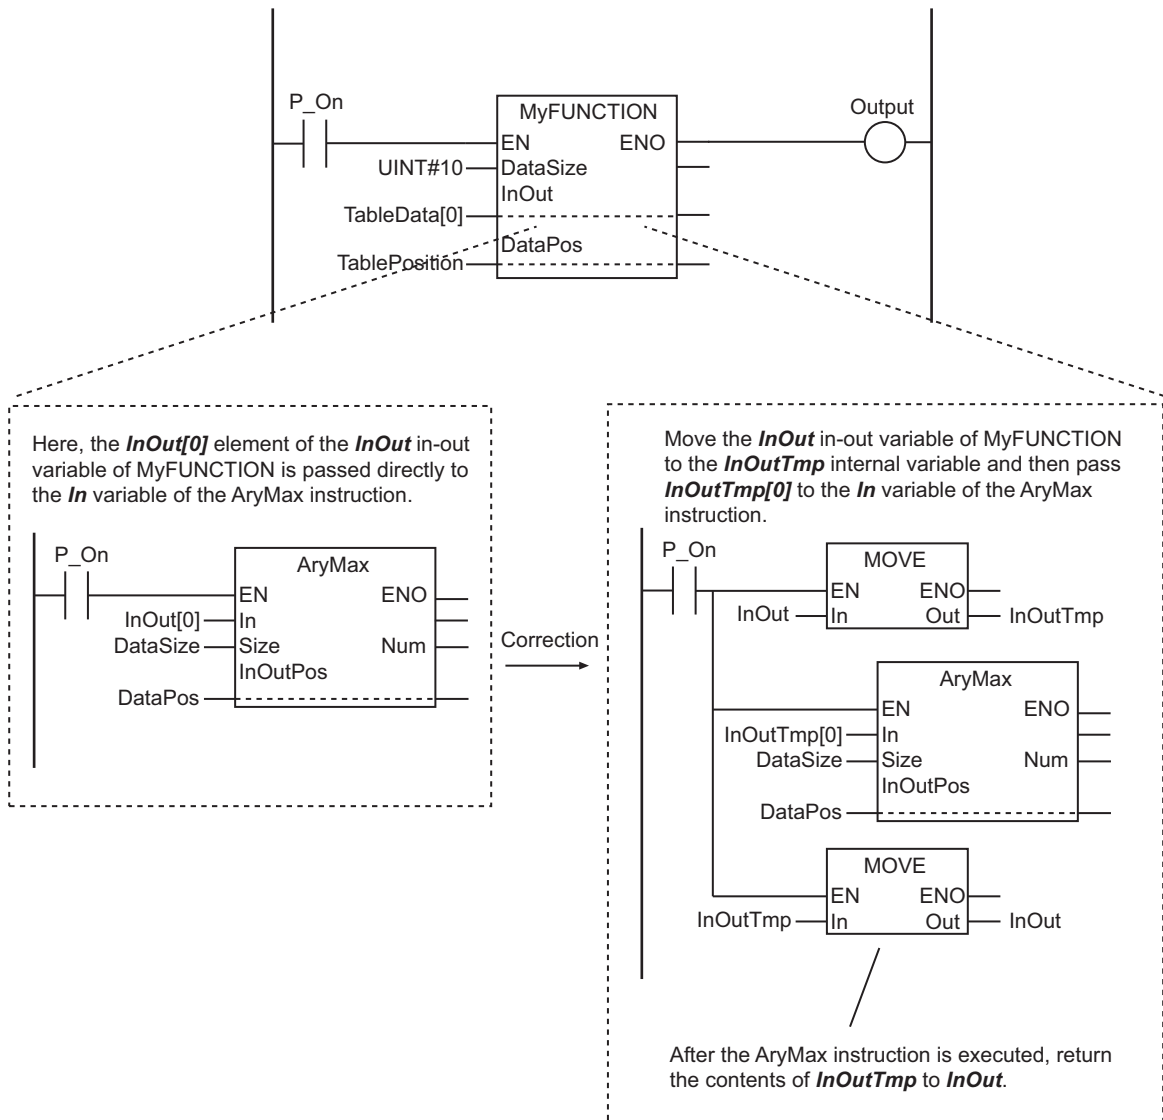 P_On
MyFUNCTION
Output
EN ENO
UINT#10 DataSize
InOut
TableData[0]
DataPos
TablePosition
Here, the InOut[0] element of the InOut in-out
variable of MyFUNCTION is passed directly to
the In variable of the AryMax instruction.
P_On
AryMax
EN ENO
InOut[0] In
DataSize Size Num
InOutPos
DataPos
Correction
Move the InOut in-out variable of MyFUNCTION
to the InOutTmp internal variable and then pass
InOutTmp[0] to the In variable of the AryMax
instruction.
P_On
MOVE
EN ENO
InOut In Out InOutTmp
AryMax
EN ENO
InOutTmp[0] In
DataSize Size Num
InOutPos
DataPos
MOVE
EN ENO
InOutTmp In Out InOut
After the AryMax instruction is executed, return
the contents of InOutTmp to InOut.